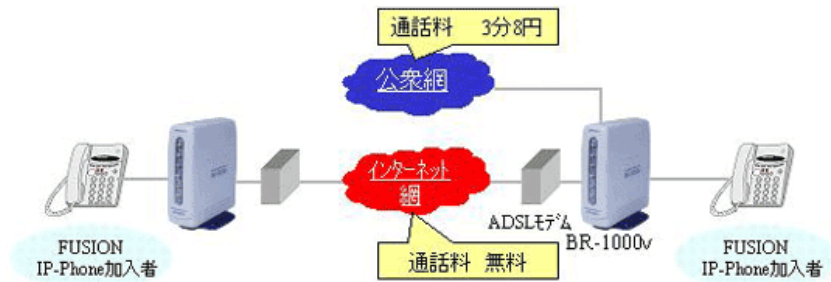 通話料 3分8円
公衆網
インターネット
網
ADSLモデム
BR-1000v
通話料 無料
FUSION
IP-Phone加入者
FUSION
IP-Phone加入者